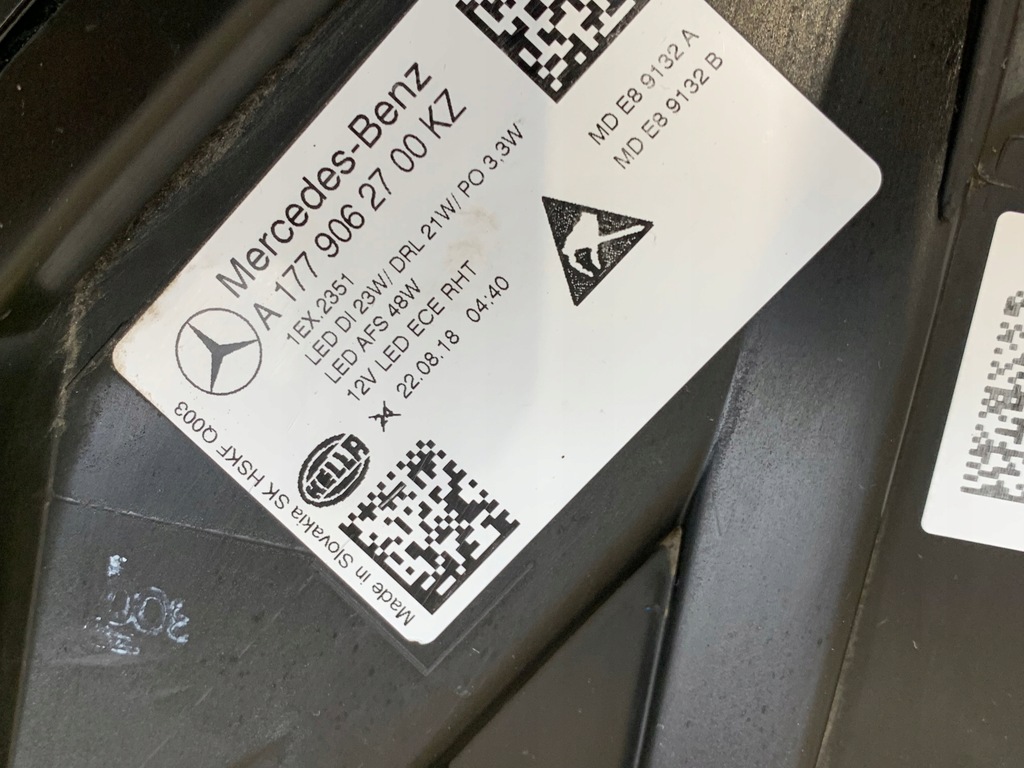 Mercedes-Benz
A 177 906 27 00 KZ
1EX.2351
LED DI 23W/ DRL 21W/ PO 3,3W
LED AFS 48W
12V LED ECE RHT
22.08.18 04:40
MD E8 9132 A
MD E8 9132 B
HELLA
Made in Slovakia SK HSKF Q003